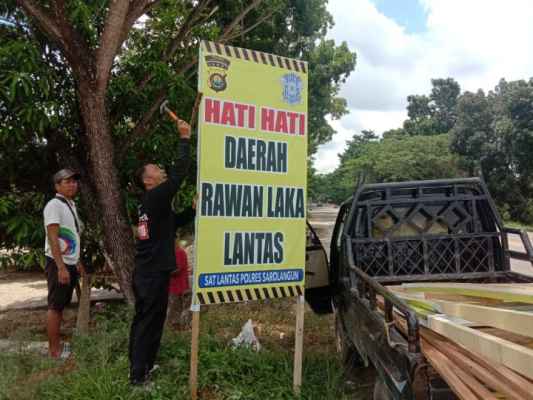 HATI HATI
DAERAH
RAWAN LAKA
LANTAS
SAT LANTAS POLRES SAROLANGUN